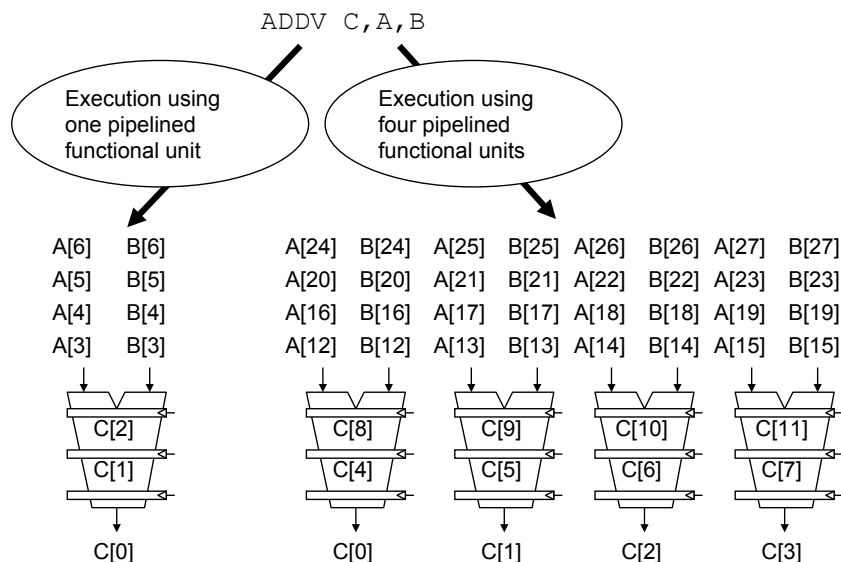 ADDV C,A,B
Execution using
one pipelined
functional unit
Execution using
four pipelined
functional units
A[6] B[6]
A[5] B[5]
A[4] B[4]
A[3] B[3]
C[2]
C[1]
C[0]
A[24] B[24] A[25] B[25] A[26] B[26] A[27] B[27]
A[20] B[20] A[21] B[21] A[22] B[22] A[23] B[23]
A[16] B[16] A[17] B[17] A[18] B[18] A[19] B[19]
A[12] B[12] A[13] B[13] A[14] B[14] A[15] B[15]
C[8] C[9] C[10] C[11]
C[4] C[5] C[6] C[7]
C[0] C[1] C[2] C[3]